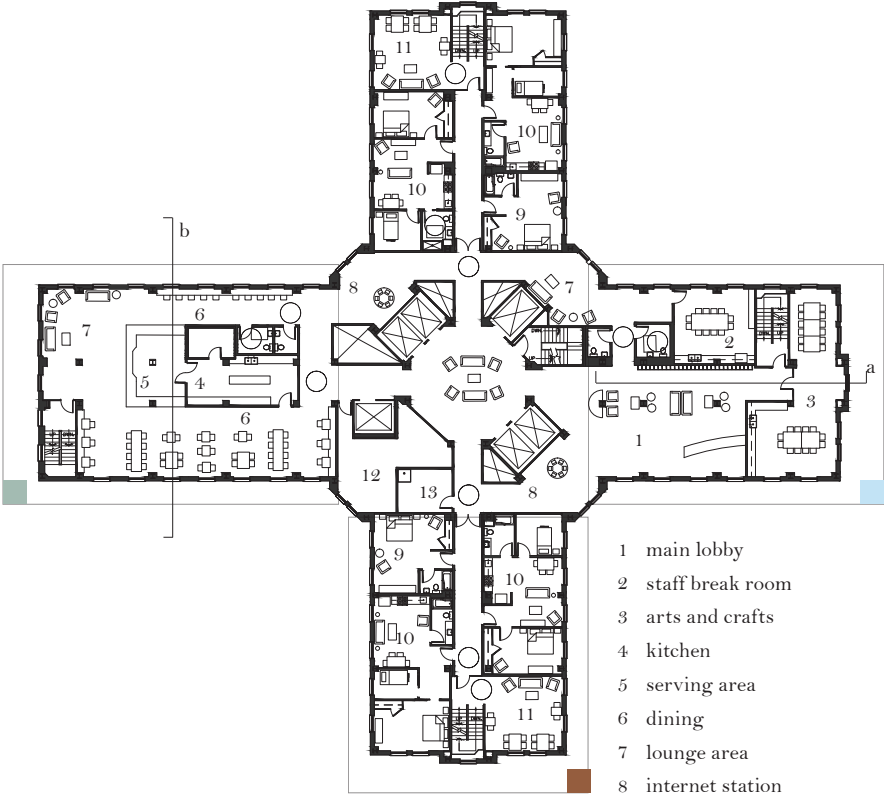 11
10
10
9
b
8
7
7
6
2
5
4
a
3
6
1
12
13
8
9
10
10
11
1 main lobby
2 staff break room
3 arts and crafts
4 kitchen
5 serving area
6 dining
7 lounge area
8 internet station